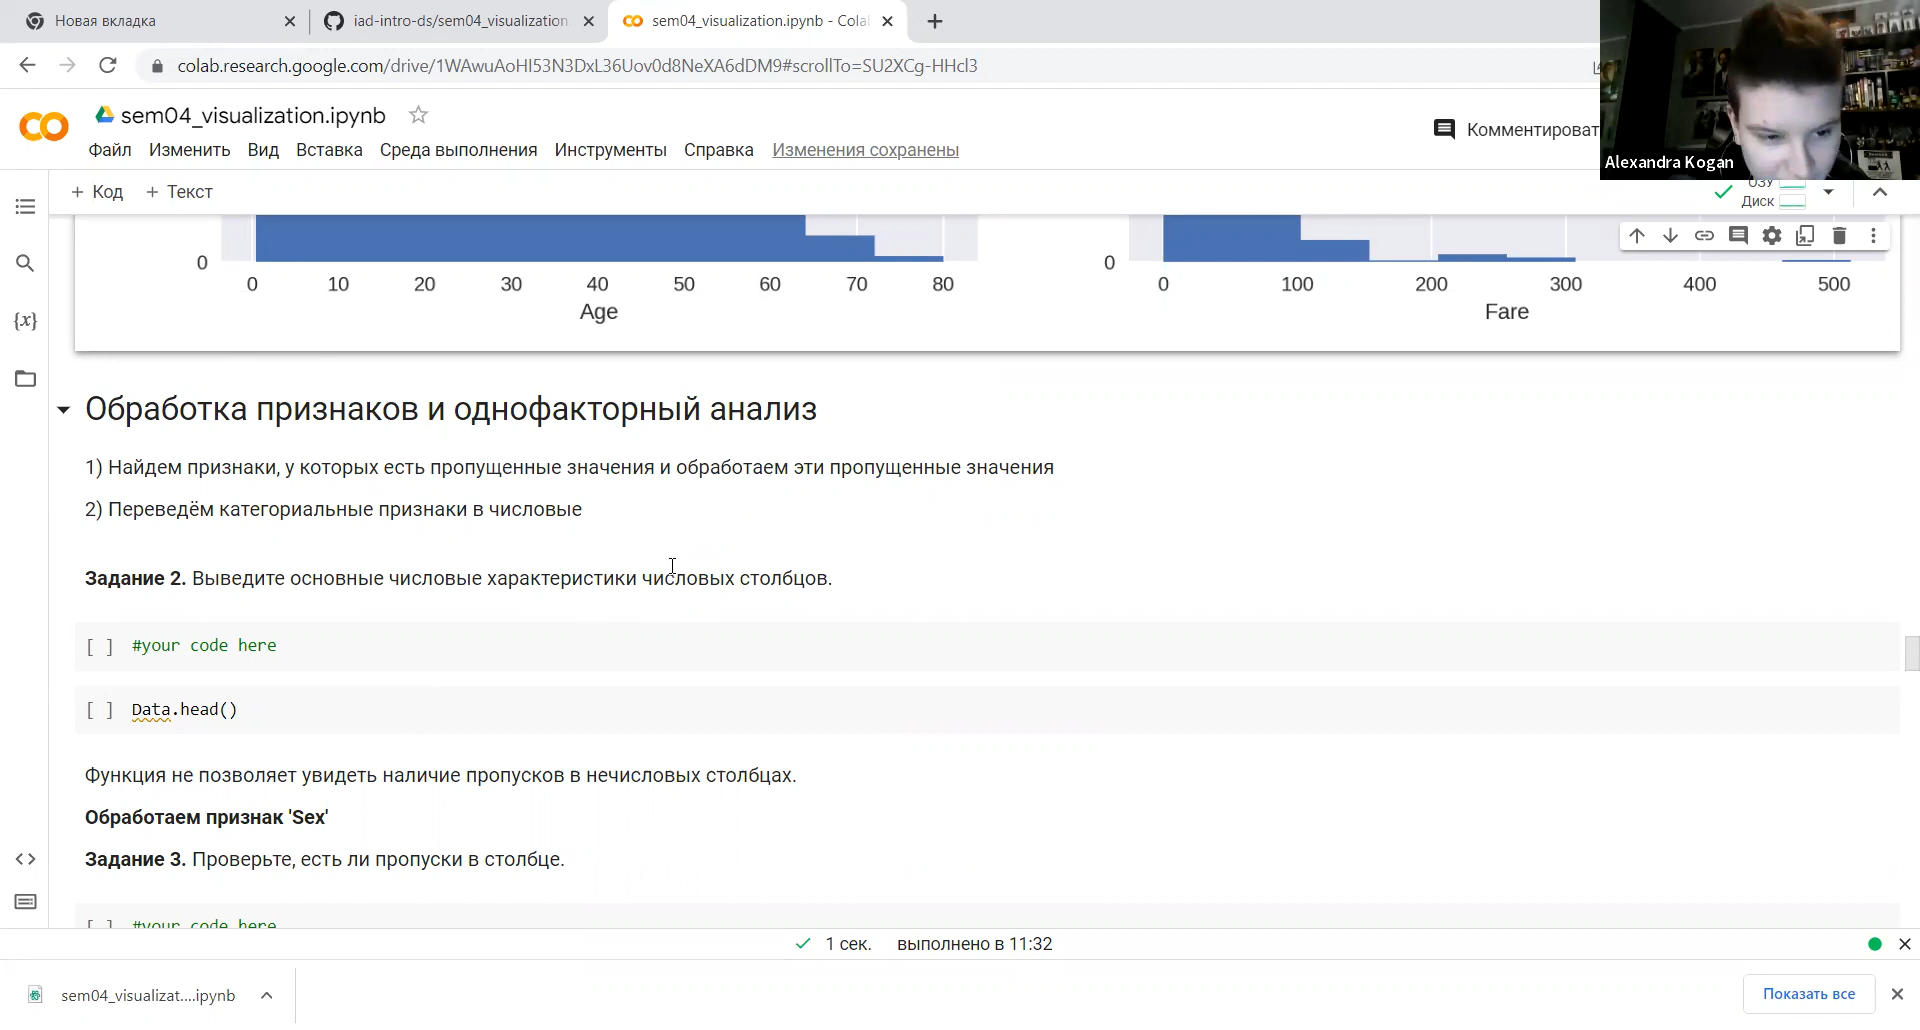 Новая вкладка
iad-intro-ds/sem04_visualization
sem04_visualization.ipynb - Cola
colab.research.google.com/drive/1WAwuAoHI53N3DxL36Uov0d8NeXA6dDM9#scrollTo=SU2XCg-HHcl3
sem04_visualization.ipynb
Комментироват
Файл Изменить Вид Вставка Среда выполнения Инструменты Справка Изменения сохранены
Alexandra Kogan
+ Код + Текст
ОЗУ
Диск
0
0 10 20 30 40 50 60 70 80
Age
0
0 100 200 300 400 500
Fare
{x}
Обработка признаков и однофакторный анализ
1) Найдем признаки, у которых есть пропущенные значения и обработаем эти пропущенные значения
2) Переведём категориальные признаки в числовые
Задание 2. Выведите основные числовые характеристики числовых столбцов.
[ ] #your code here
[ ] Data.head()
Функция не позволяет увидеть наличие пропусков в нечисловых столбцах.
Обработаем признак 'Sex'
Задание 3. Проверьте, есть ли пропуски в столбце.
[ ] #your code here
1 сек. выполнено в 11:32
sem04_visualizat....ipynb
Показать все